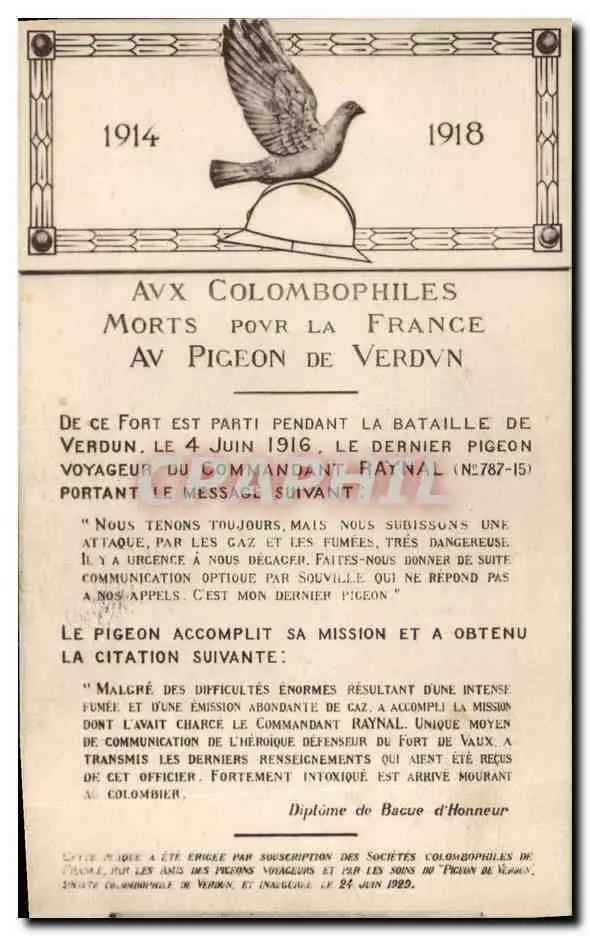 1914
1918
AVX COLOMBOPHILES
MORTS POVR LA FRANCE
AV PIGEON DE VERDVN
DE CE FORT EST PARTI PENDANT LA BATAILLE DE
VERDUN, LE 4 JUIN 1916, LE DERNIER PIGEON
VOYAGEUR DU COMMANDANT RAYNAL (No 787-15)
PORTANT LE MESSAGE SUIVANT:
GRAPHIL
"NOUS TENONS TOUJOURS, MAIS NOUS SUBISSONS UNE
ATTAQUE, PAR LES GAZ ET LES FUMÉES, TRÉS DANGEREUSE
IL Y A URGENCE À NOUS DÉGAGER. FAITES-NOUS DONNER DE SUITE
COMMUNICATION OPTIQUE PAR SOUVILLE QUI NE RÉPOND PAS
A NOS APPELS. C'EST MON DERNIER PIGEON"
LE PIGEON ACCOMPLIT SA MISSION ET A OBTENU
LA CITATION SUIVANTE:
"MALGRÉ DES DIFFICULTÉS ÉNORMES RÉSULTANT D'UNE INTENSE
FUMÉE ET D'UNE ÉMISSION ABONDANTE DE GAZ, A ACCOMPLI LA MISSION
DONT L'AVAIT CHARGÉ LE COMMANDANT RAYNAL. UNIQUE MOYEN
DE COMMUNICATION DE L'HÉROÏQUE DÉFENSEUR DU FORT DE VAUX, A
TRANSMIS LES DERNIERS RENSEIGNEMENTS QUI AIENT ÉTÉ REÇUS
DE CET OFFICIER. FORTEMENT INTOXIQUÉ EST ARRIVÉ MOURANT
AU COLOMBIER.
Diplôme de Bague d'Honneur
CETTE PLAQUE A ÉTÉ ÉRIGÉE PAR SOUSCRIPTION DES SOCIÉTÉS COLOMBOPHILES DE
FRANCE, PAR LES AMIS DES PIGEONS VOYAGEURS ET PAR LES SOINS DU "PIGEON DE VERDUN",
SOCIÉTÉ COLOMBOPHILE DE VERDUN, ET INAUGURÉE LE 24 JUIN 1929.